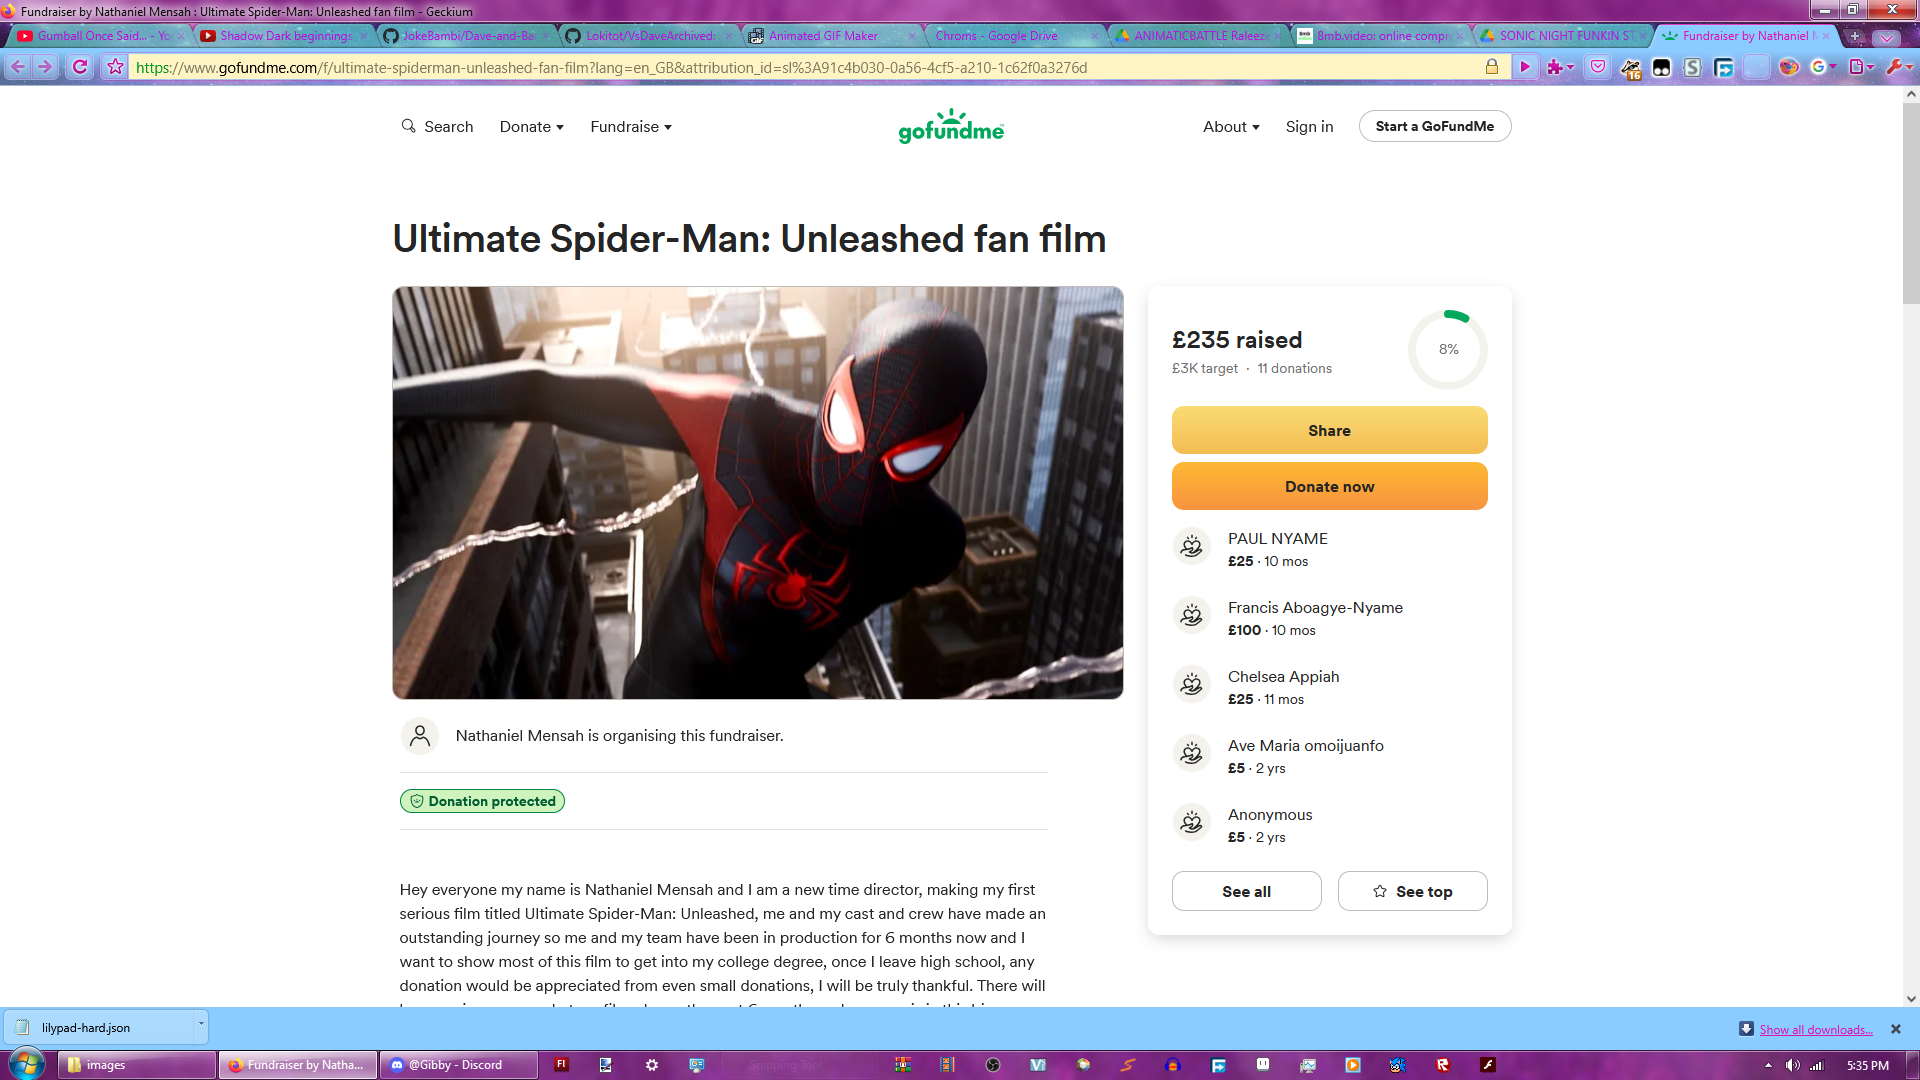 Fundraiser by Nathaniel Mensah : Ultimate Spider-Man: Unleashed fan film - Geckium
Gumball Once Said... - Yo
Shadow Dark beginnings
JokeBambi/Dave-and-Ba
Lokitot/VsDaveArchived:
Animated GIF Maker
Chroms - Google Drive
ANIMATICBATTLE Raleeze
8mb.video: online compr
SONIC NIGHT FUNKIN ST
Fundraiser by Nathaniel M
https://www.gofundme.com/f/ultimate-spiderman-unleashed-fan-film?lang=en_GB&attribution_id=sl%3A91c4b030-0a56-4cf5-a210-1c62f0a3276d
16
Search
Donate
Fundraise
gofundme
About
Sign in
Start a GoFundMe
Ultimate Spider-Man: Unleashed fan film
£235 raised
£3K target · 11 donations
8%
Share
Donate now
PAUL NYAME
£25 · 10 mos
Francis Aboagye-Nyame
£100 · 10 mos
Chelsea Appiah
£25 · 11 mos
Ave Maria omoijuanfo
£5 · 2 yrs
Anonymous
£5 · 2 yrs
See all
See top
Nathaniel Mensah is organising this fundraiser.
Donation protected
Hey everyone my name is Nathaniel Mensah and I am a new time director, making my first
serious film titled Ultimate Spider-Man: Unleashed, me and my cast and crew have made an
outstanding journey so me and my team have been in production for 6 months now and I
want to show most of this film to get into my college degree, once I leave high school, any
donation would be appreciated from even small donations, I will be truly thankful. There will
lilypad-hard.json
Show all downloads...
images
Fundraiser by Natha...
@Gibby - Discord
Snipping Tool
5:35 PM